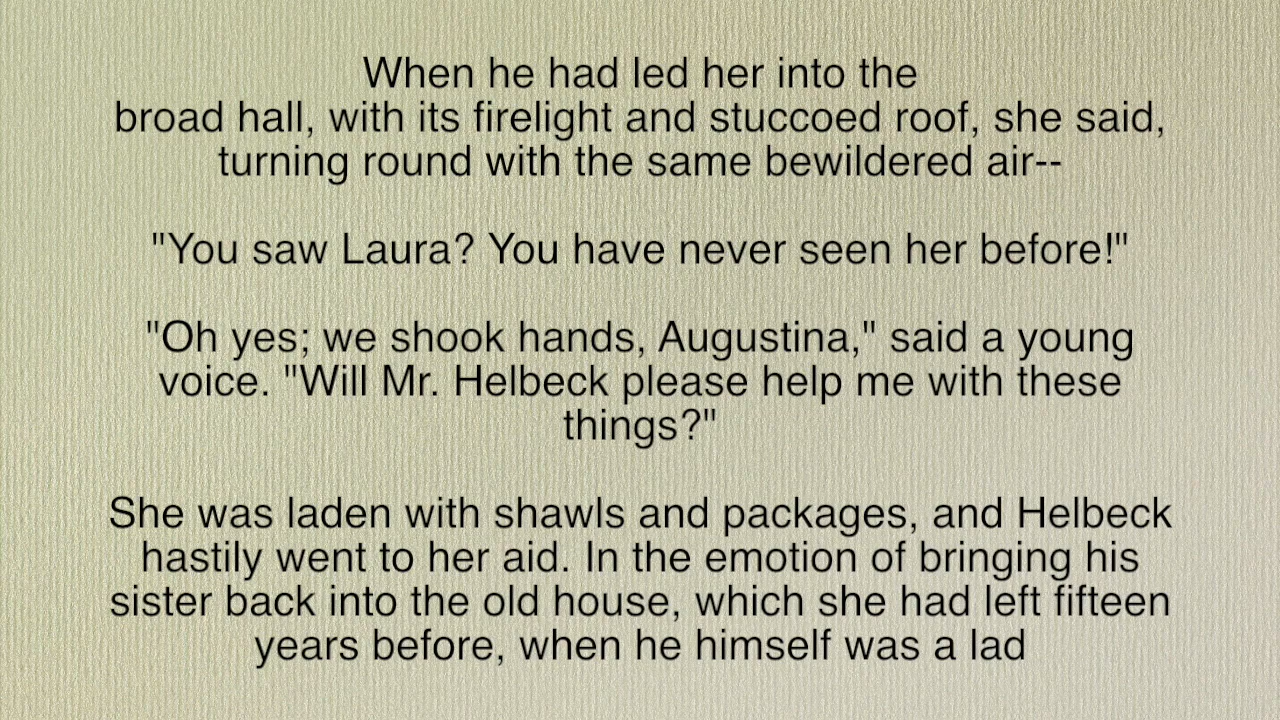 When he had led her into the
broad hall, with its firelight and stuccoed roof, she said,
turning round with the same bewildered air--
"You saw Laura? You have never seen her before!"
"Oh yes; we shook hands, Augustina," said a young
voice. "Will Mr. Helbeck please help me with these
things?"
She was laden with shawls and packages, and Helbeck
hastily went to her aid. In the emotion of bringing his
sister back into the old house, which she had left fifteen
years before, when he himself was a lad